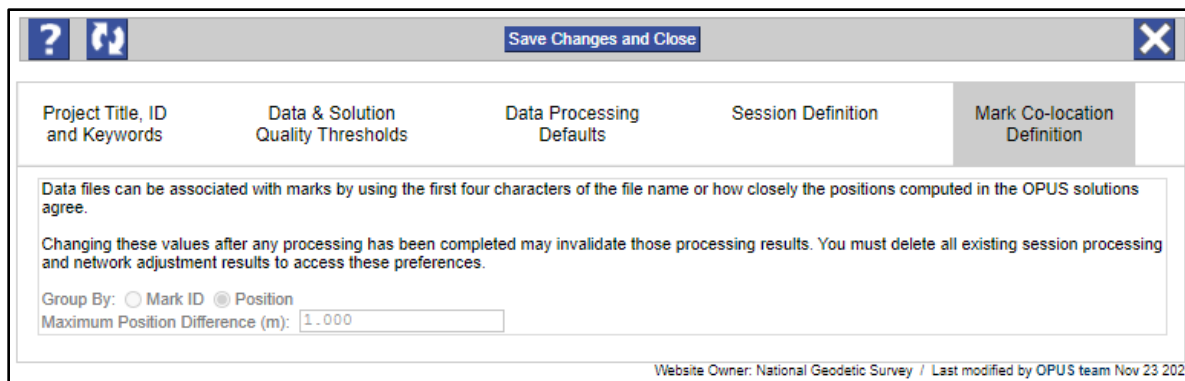 ?
Save Changes and Close
Project Title, ID
and Keywords
Data & Solution
Quality Thresholds
Data Processing
Defaults
Session Definition
Mark Co-location
Definition
Data files can be associated with marks by using the first four characters of the file name or how closely the positions computed in the OPUS solutions
agree.
Changing these values after any processing has been completed may invalidate those processing results. You must delete all existing session processing
and network adjustment results to access these preferences.
Group By: Mark ID Position
Maximum Position Difference (m): 1.000
Website Owner: National Geodetic Survey / Last modified by OPUS team Nov 23 202